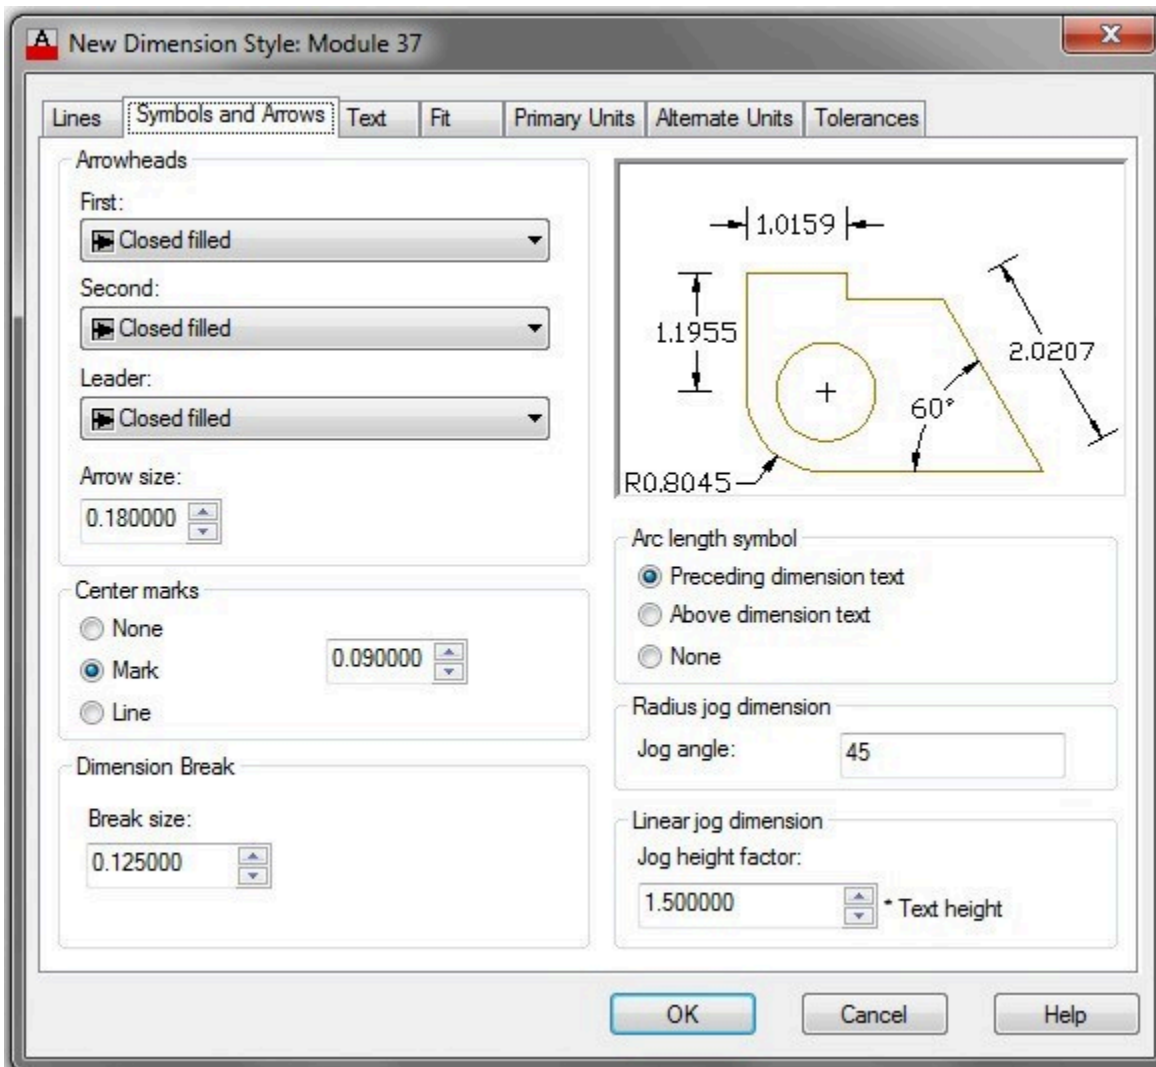 New Dimension Style: Module 37
Lines Symbols and Arrows Text Fit Primary Units Alternate Units Tolerances
Arrowheads
First:
Closed filled
Second:
Closed filled
Leader:
Closed filled
Arrow size:
0.180000
Center marks
None
Mark
0.090000
Line
Dimension Break
Break size:
0.125000
1.0159
1.1955
2.0207
60°
R0.8045
Arc length symbol
Preceding dimension text
Above dimension text
None
Radius jog dimension
Jog angle: 45
Linear jog dimension
Jog height factor:
1.500000 * Text height
OK Cancel Help